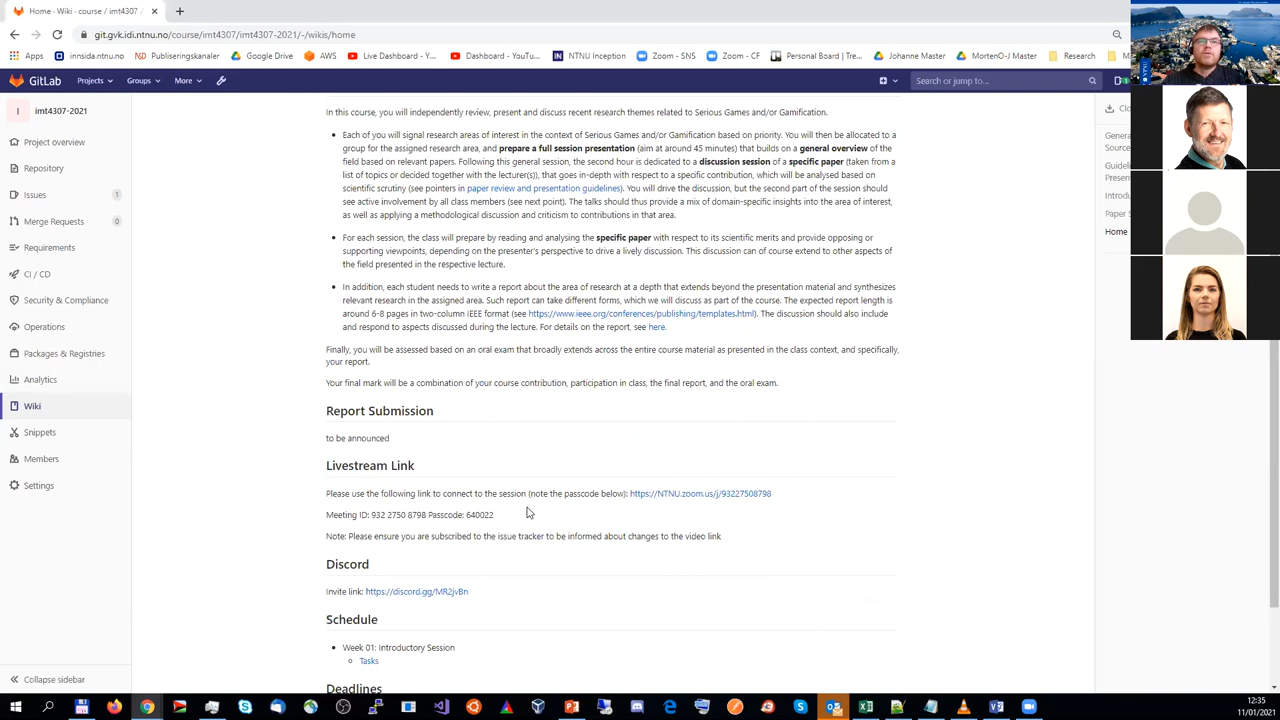 Home · Wiki · course / imt4307 /
git.gvk.idi.ntnu.no/course/imt4307/imt4307-2021/-/wikis/home
Apps innsida.ntnu.no Publiseringskanaler Google Drive AWS Live Dashboard - You... Dashboard - YouTu... NTNU Inception Zoom - SNS Zoom - CF Personal Board | Tre... Johanne Master MortenO-J Master Research
GitLab Projects Groups More Search or jump to... 1
I imt4307-2021
Project overview
Repository
Issues 1
Merge Requests 0
Requirements
CI / CD
Security & Compliance
Operations
Packages & Registries
Analytics
Wiki
Snippets
Members
Settings
Collapse sidebar
In this course, you will independently review, present and discuss recent research themes related to Serious Games and/or Gamification.
• Each of you will signal research areas of interest in the context of Serious Games and/or Gamification based on priority. You will then be allocated to a
group for the assigned research area, and prepare a full session presentation (aim at around 45 minutes) that builds on a general overview of the
field based on relevant papers. Following this general session, the second hour is dedicated to a discussion session of a specific paper (taken from a
list of topics or decided together with the lecturer(s)), that goes in-depth with respect to a specific contribution, which will be analysed based on
scientific scrutiny (see pointers in paper review and presentation guidelines). You will drive the discussion, but the second part of the session should
see active involvement by all class members (see next point). The talks should thus provide a mix of domain-specific insights into the area of interest,
as well as applying a methodological discussion and criticism to contributions in that area.
• For each session, the class will prepare by reading and analysing the specific paper with respect to its scientific merits and provide opposing or
supporting viewpoints, depending on the presenter's perspective to drive a lively discussion. This discussion can of course extend to other aspects of
the field presented in the respective lecture.
• In addition, each student needs to write a report about the area of research at a depth that extends beyond the presentation material and synthesizes
relevant research in the assigned area. Such report can take different forms, which we will discuss as part of the course. The expected report length is
around 6-8 pages in two-column IEEE format (see https://www.ieee.org/conferences/publishing/templates.html). The discussion should also include
and respond to aspects discussed during the lecture. For details on the report, see here.
Finally, you will be assessed based on an oral exam that broadly extends across the entire course material as presented in the class context, and specifically,
your report.
Your final mark will be a combination of your course contribution, participation in class, the final report, and the oral exam.
Report Submission
to be announced
Livestream Link
Please use the following link to connect to the session (note the passcode below): https://NTNU.zoom.us/j/93227508798
Meeting ID: 932 2750 8798 Passcode: 640022
Note: Please ensure you are subscribed to the issue tracker to be informed about changes to the video link
Discord
Invite link: https://discord.gg/MR2jvBn
Schedule
• Week 01: Introductory Session
Tasks
Deadlines
Clo
Genera
Source
Guideli
Present
Introdu
Paper S
Home
NTNU
12:35
11/01/2021